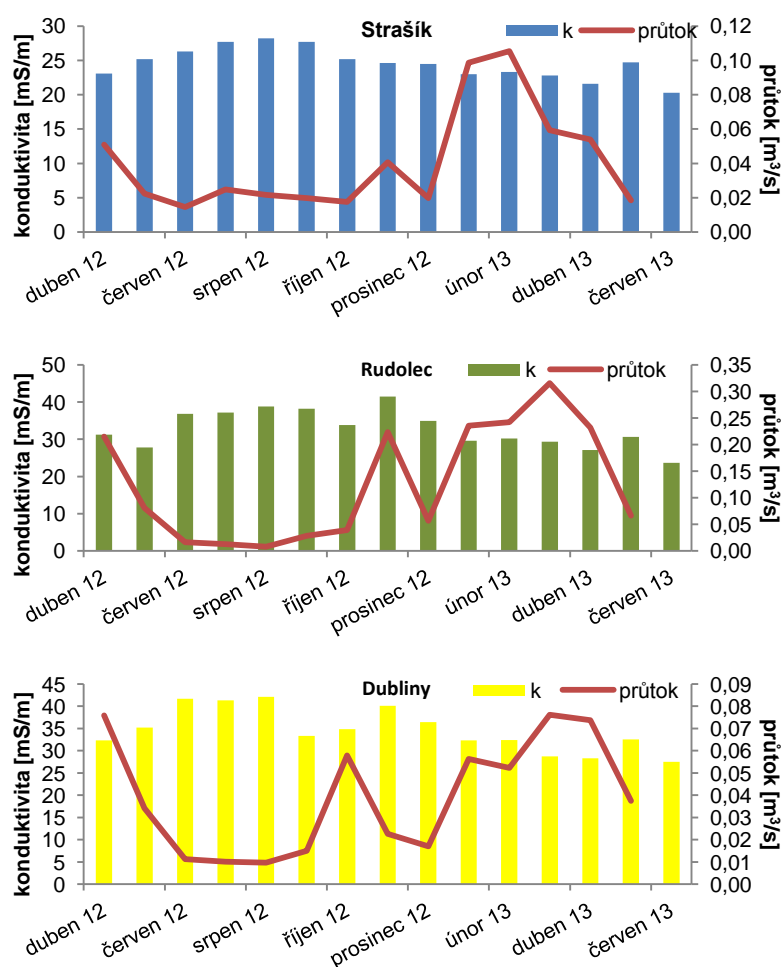 Strašík
k
průtok
konduktivita [mS/m]
30
25
20
15
10
5
0
0,12
0,10
0,08
0,06
0,04
0,02
0,00
průtok [m³/s]
duben 12
červen 12
srpen 12
říjen 12
prosinec 12
únor 13
duben 13
červen 13
Rudolec
k
průtok
konduktivita [mS/m]
50
40
30
20
10
0
0,35
0,30
0,25
0,20
0,15
0,10
0,05
0,00
průtok [m³/s]
duben 12
červen 12
srpen 12
říjen 12
prosinec 12
únor 13
duben 13
červen 13
Dubliny
k
průtok
konduktivita [mS/m]
45
40
35
30
25
20
15
10
5
0
0,09
0,08
0,07
0,06
0,05
0,04
0,03
0,02
0,01
0,00
průtok [m³/s]
duben 12
červen 12
srpen 12
říjen 12
prosinec 12
únor 13
duben 13
červen 13